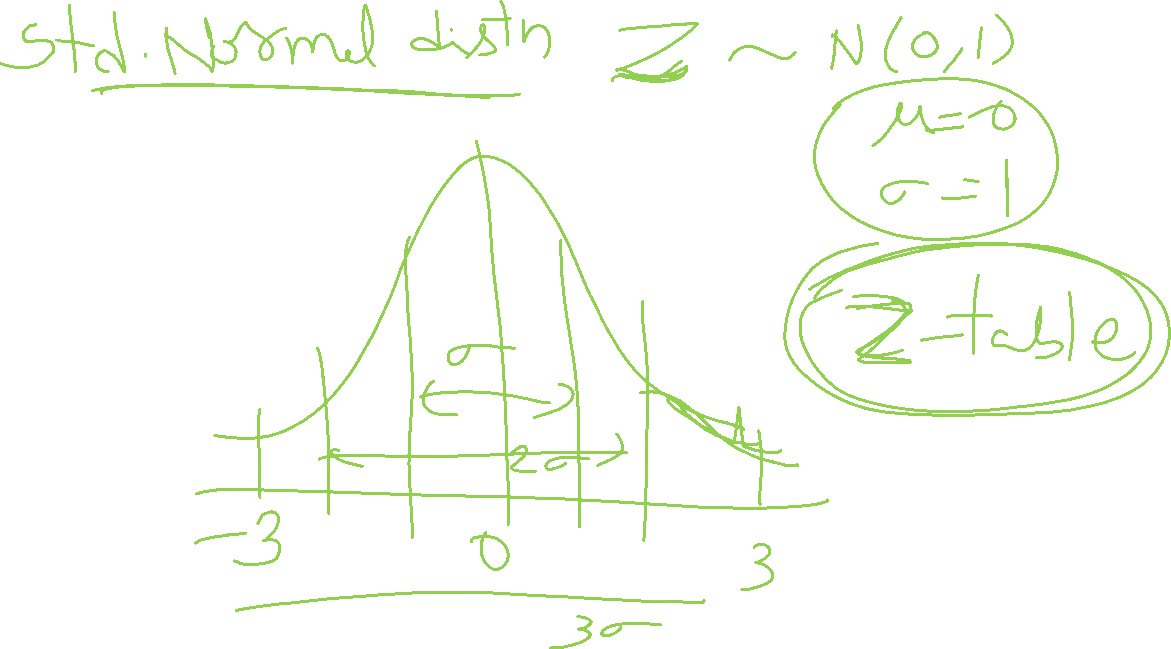 Std. Normal distn Z ~ N(0,1)
μ=0
σ=1
Z-table
σ
2σ
-3 0 3
3σ